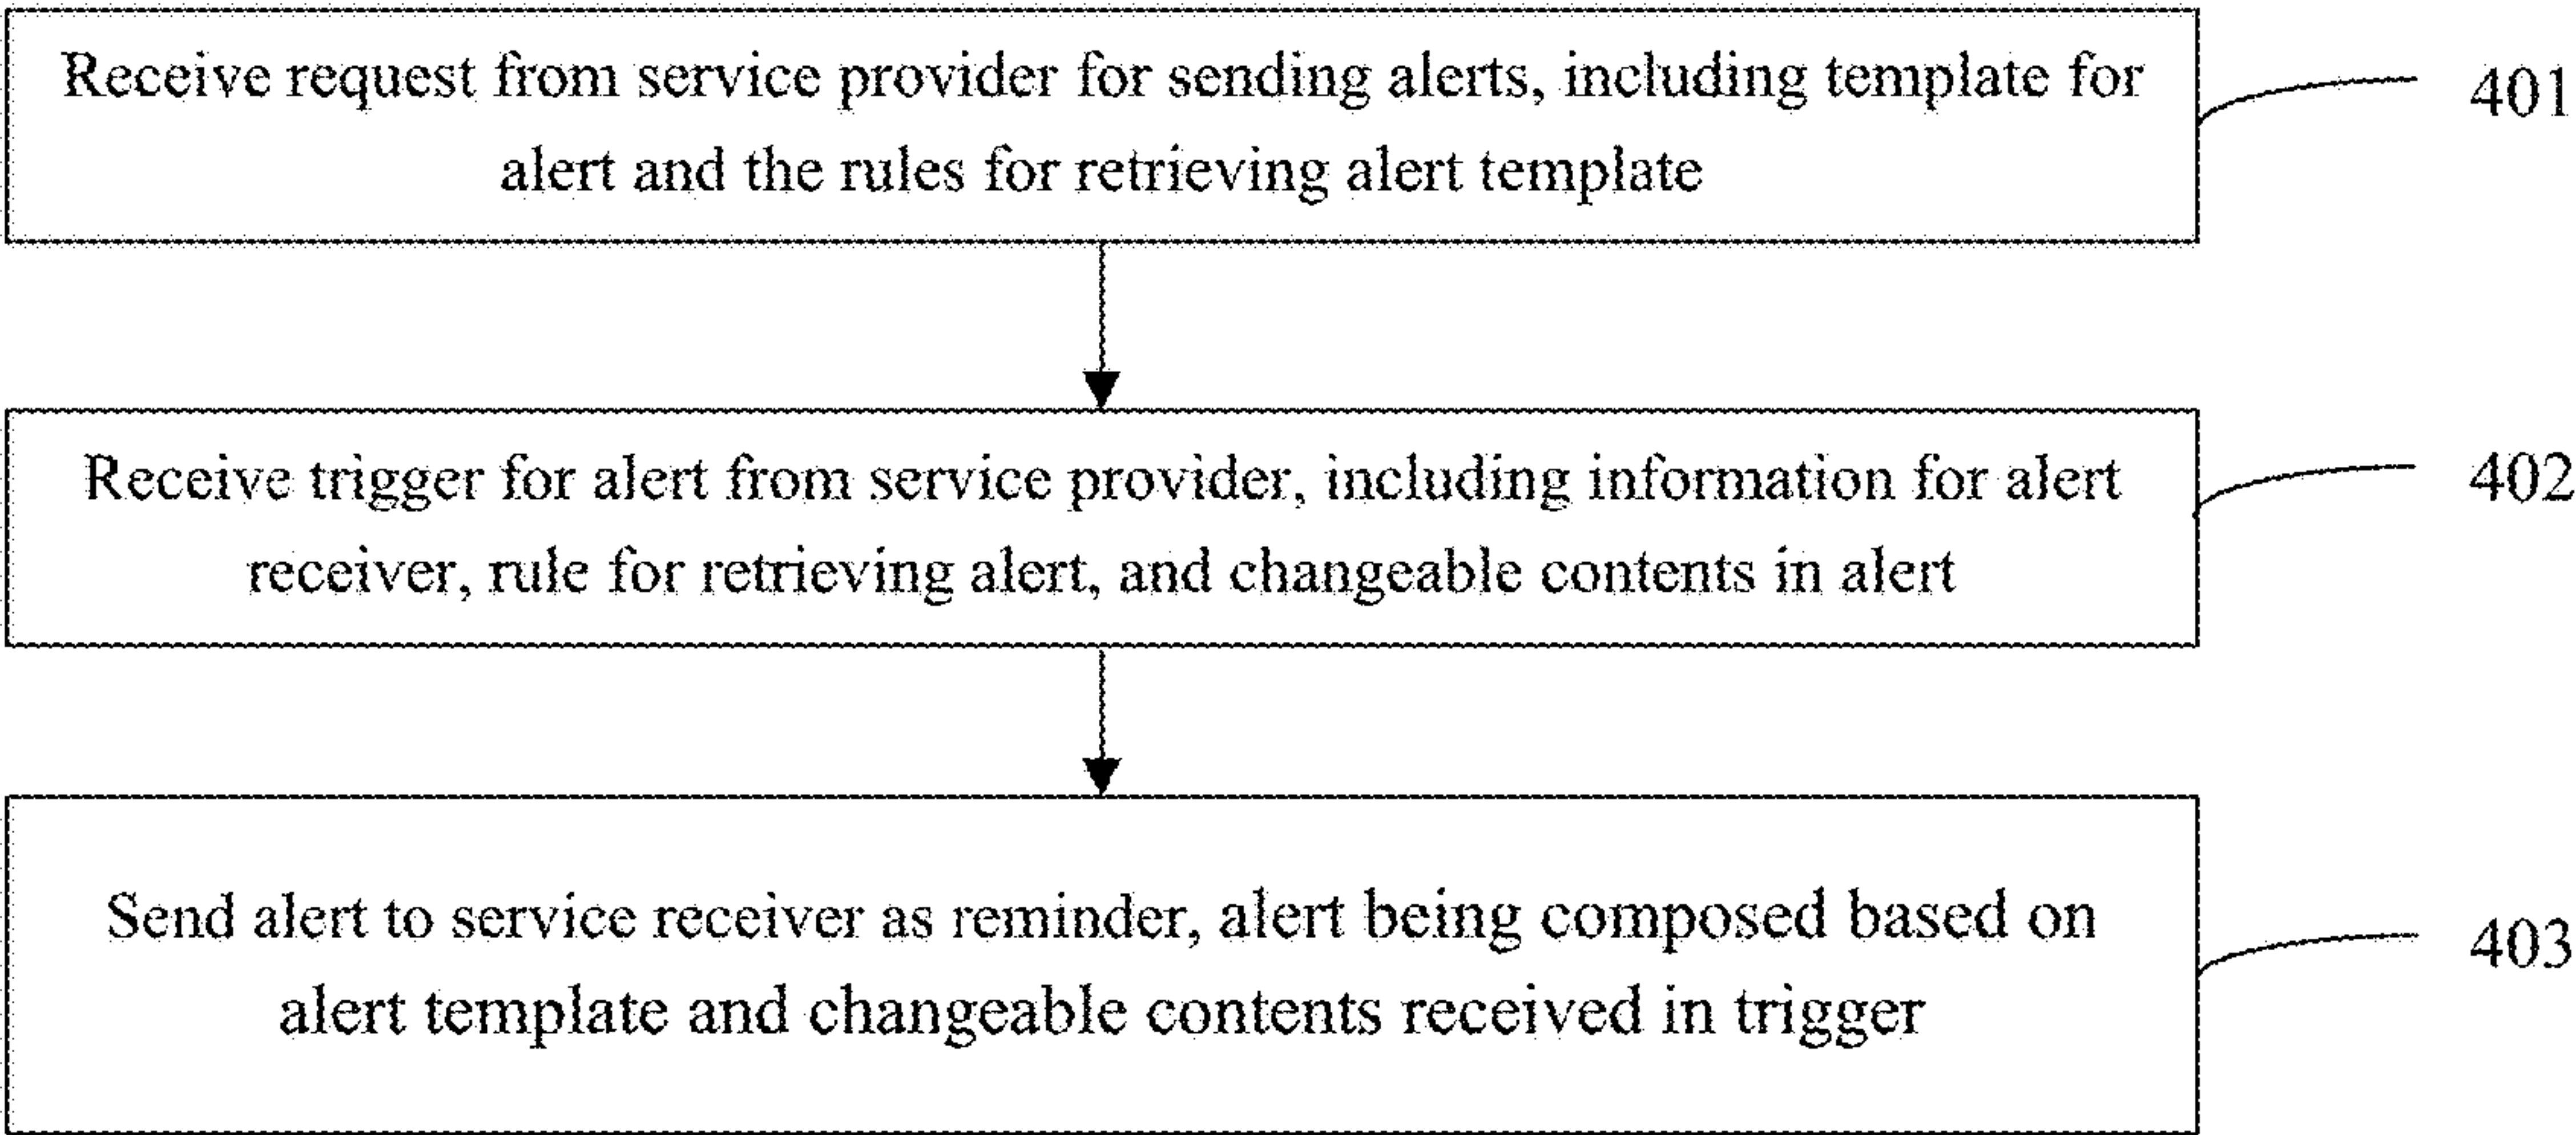 Receive request from service provider for sending alerts, including template for
alert and the rules for retrieving alert template
401
Receive trigger for alert from service provider, including information for alert
receiver, rule for retrieving alert, and changeable contents in alert
402
Send alert to service receiver as reminder, alert being composed based on
alert template and changeable contents received in trigger
403